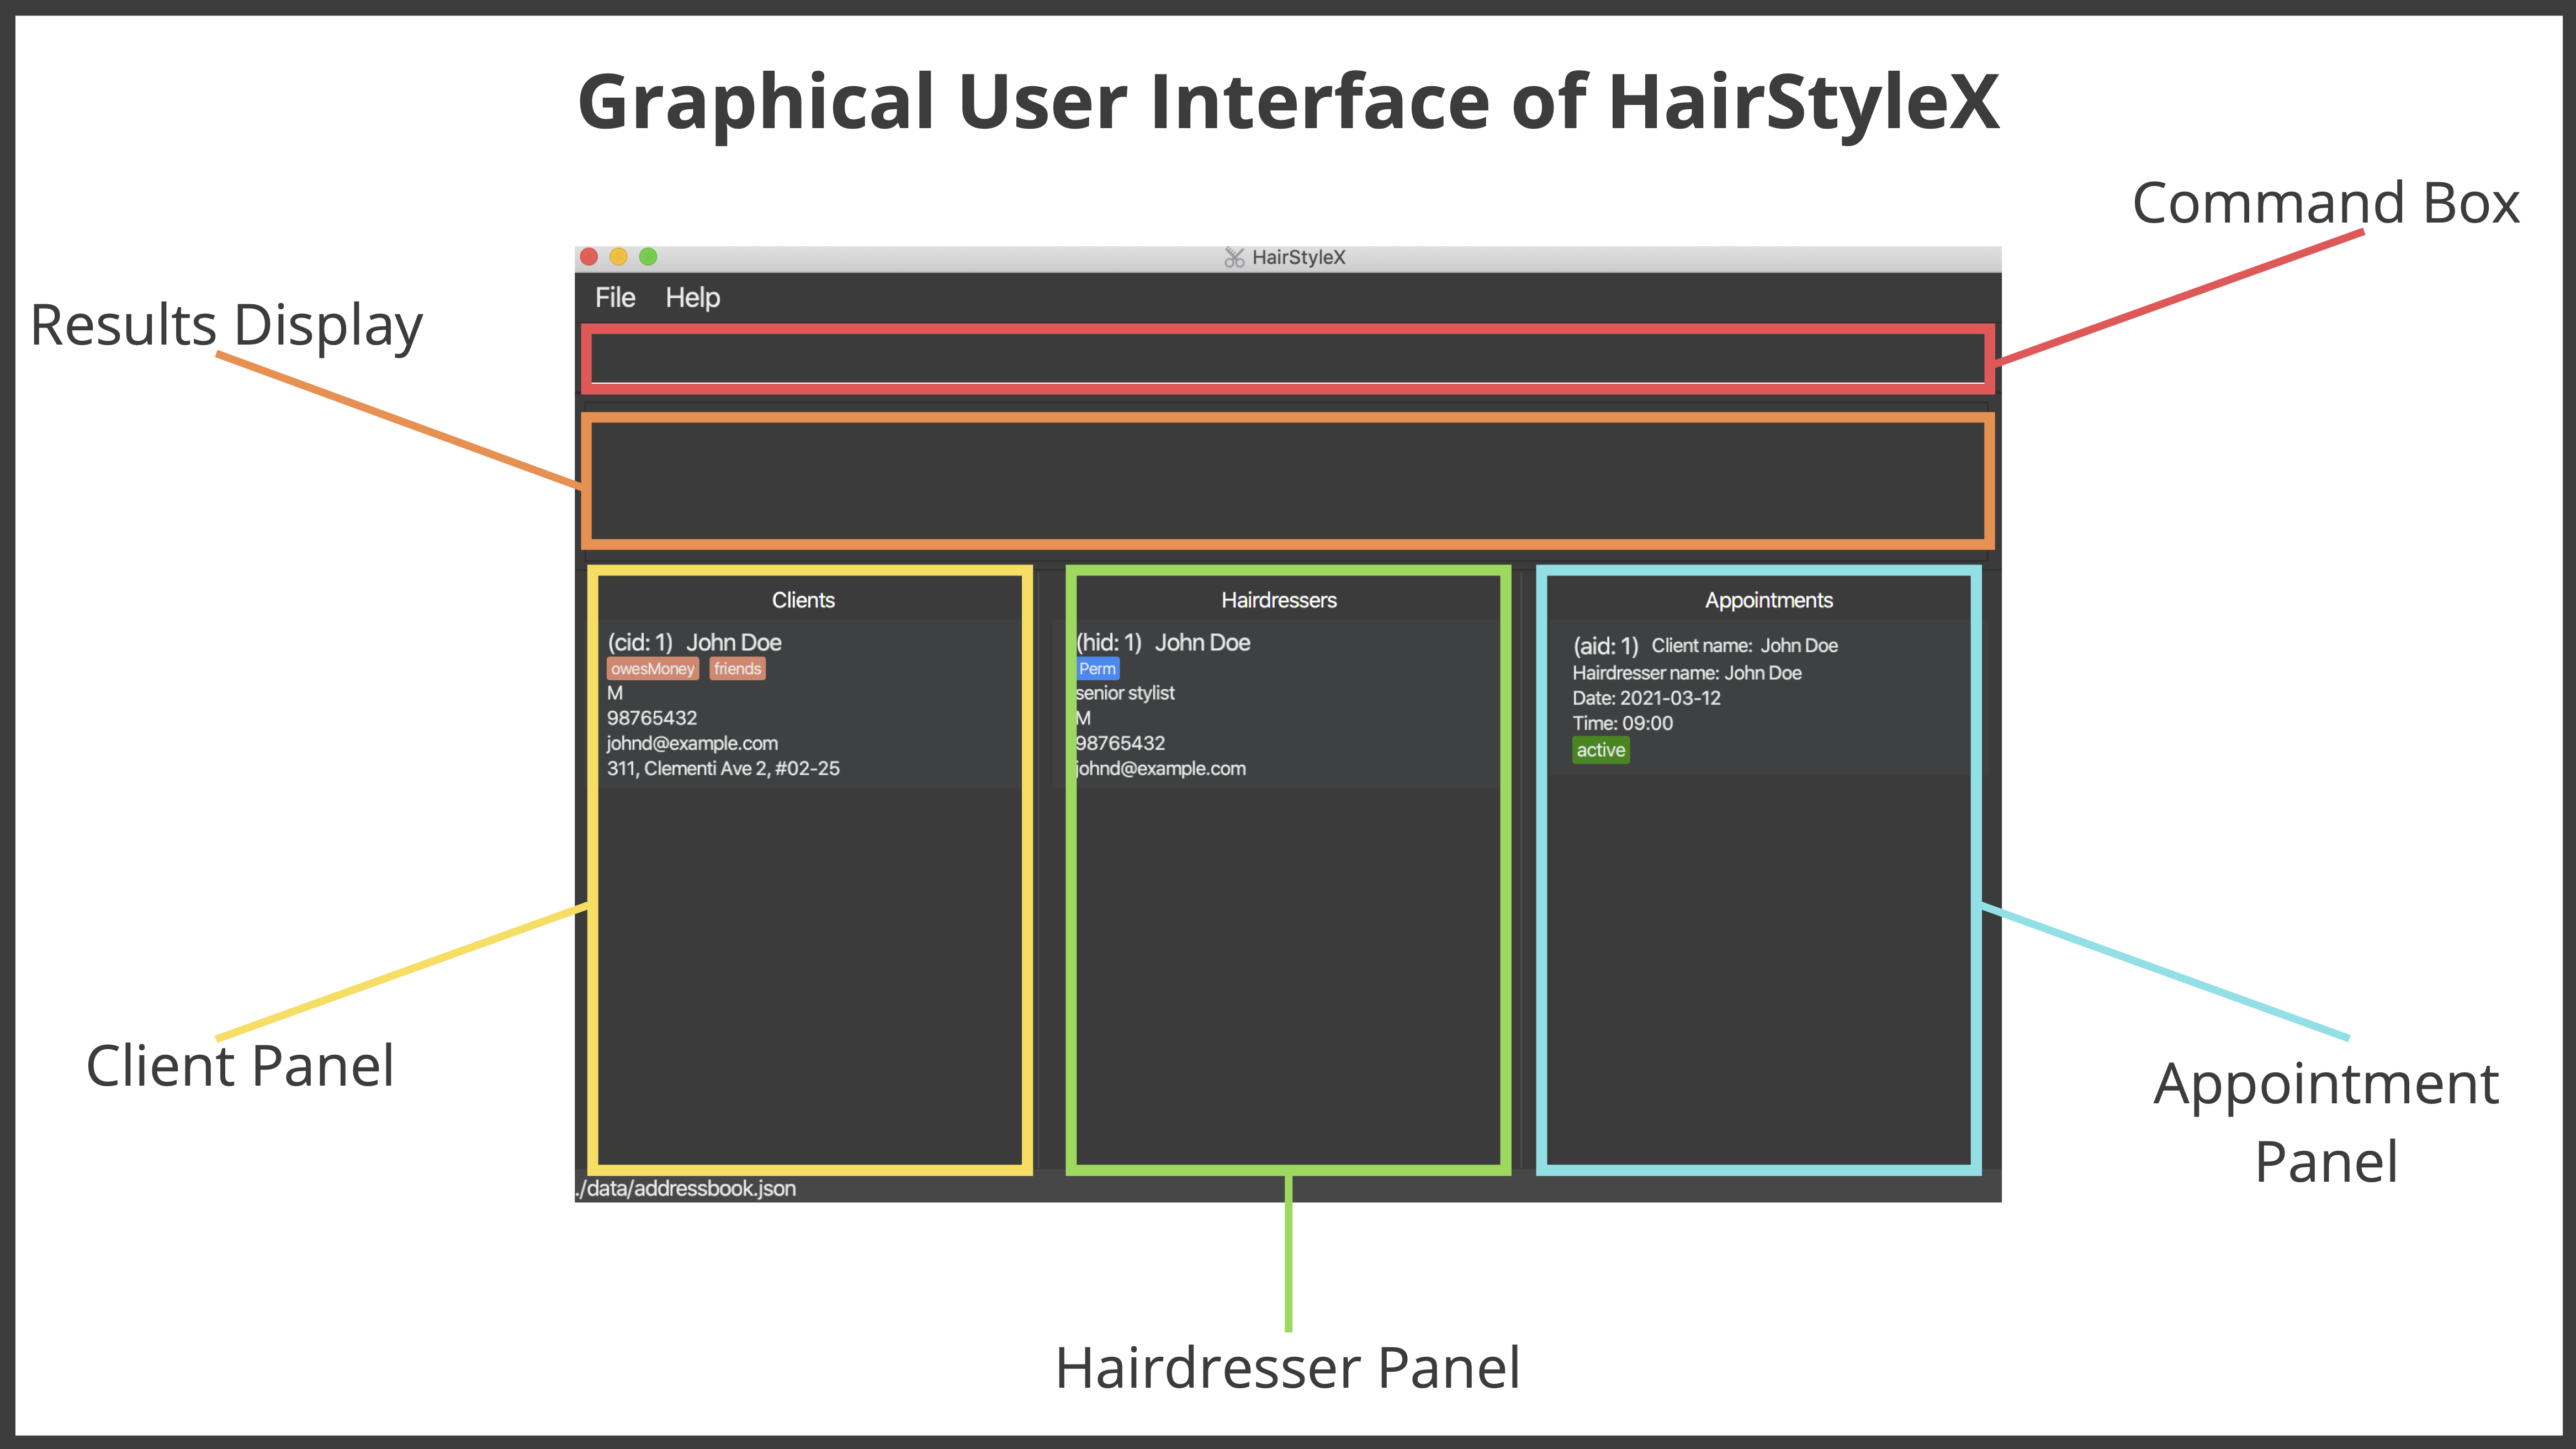 Graphical User Interface of HairStyleX
Command Box
Results Display
HairStyleX
File Help
Clients
(cid: 1) John Doe
owesMoney friends
M
98765432
johnd@example.com
311, Clementi Ave 2, #02-25
Hairdressers
(hid: 1) John Doe
Perm
senior stylist
M
98765432
johnd@example.com
Appointments
(aid: 1) Client name: John Doe
Hairdresser name: John Doe
Date: 2021-03-12
Time: 09:00
active
./data/addressbook.json
Client Panel
Appointment
Panel
Hairdresser Panel